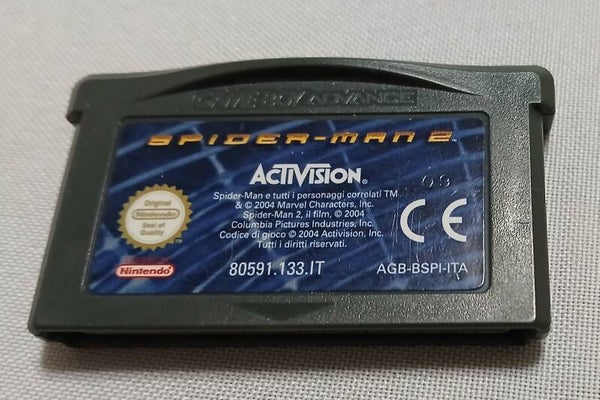 GAME BOY ADVANCE
SPIDER-MAN 2™
ACTIVISION®
Spider-Man e tutti i personaggi correlati TM
& © 2004 Marvel Characters, Inc.
Spider-Man 2, il film, © 2004
Columbia Pictures Industries, Inc.
Codice di gioco © 2004 Activision, Inc.
Tutti i diritti riservati.
09
CE
Original
Nintendo
Seal of
Quality
Nintendo
80591.133.IT
AGB-BSPI-ITA